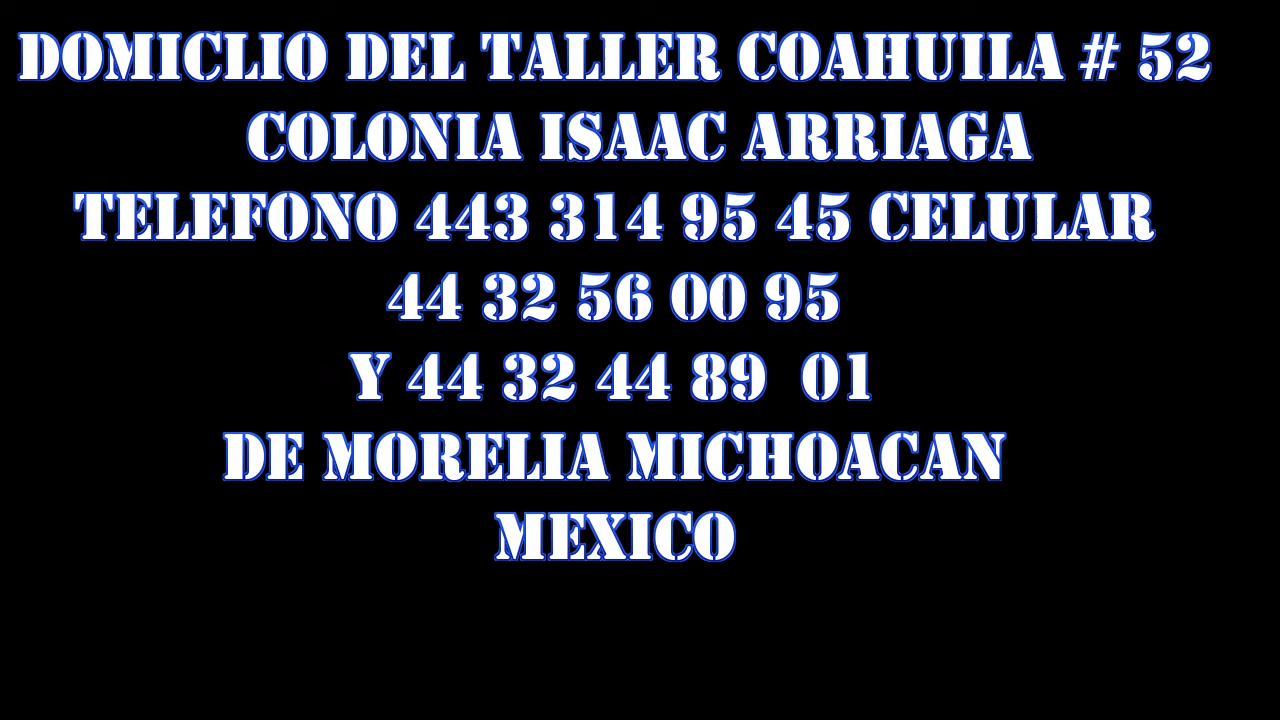 DOMICLIO DEL TALLER COAHUILA # 52
COLONIA ISAAC ARRIAGA
TELEFONO 443 314 95 45 CELULAR
44 32 56 00 95
Y 44 32 44 89 01
DE MORELIA MICHOACAN
MEXICO